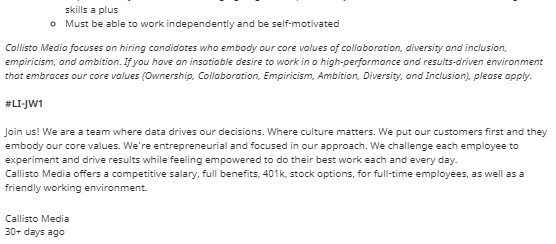 skills a plus
Must be able to work independently and be self-motivated
Callisto Media focuses on hiring candidates who embody our core values of collaboration, diversity and inclusion,
empiricism, and ambition. If you have an insatiable desire to work in a high-performance and results-driven environment
that embraces our core values (Ownership, Collaboration, Empiricism, Ambition, Diversity, and Inclusion), please apply.
#LI-JW1
Join us! We are a team where data drives our decisions. Where culture matters. We put our customers first and they
embody our core values. We're entrepreneurial and focused in our approach. We challenge each employee to
experiment and drive results while feeling empowered to do their best work each and every day.
Callisto Media offers a competitive salary, full benefits, 401k, stock options, for full-time employees, as well as a
friendly working environment.
Callisto Media
30+ days ago